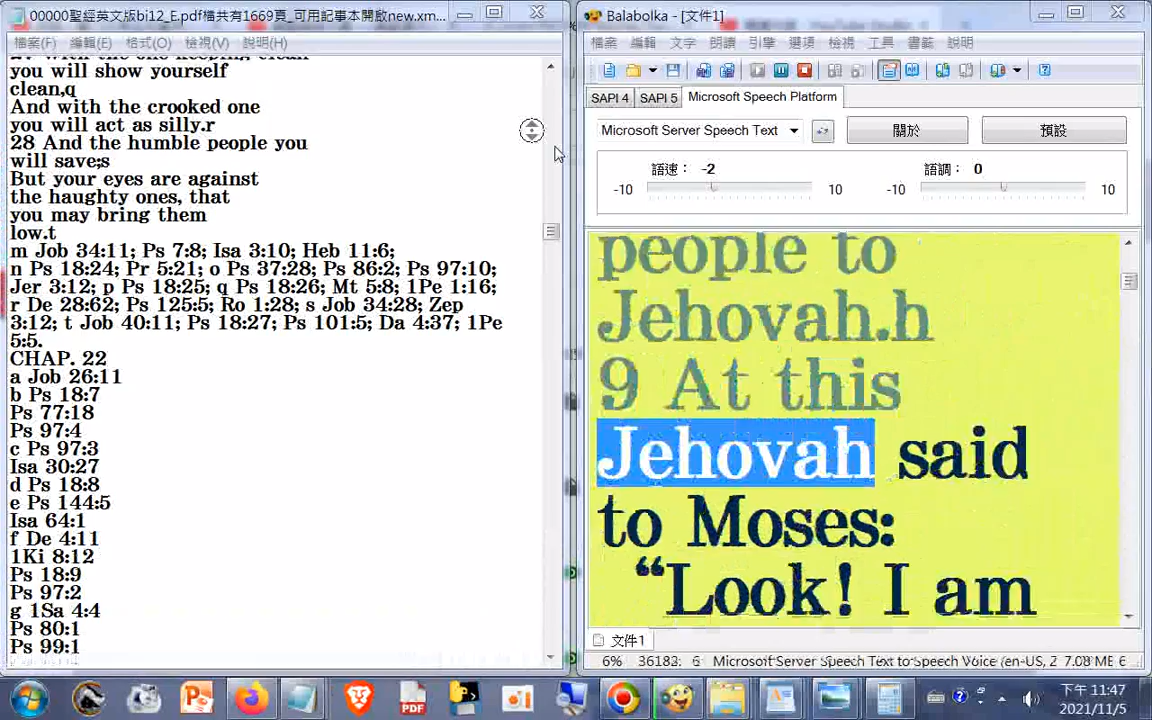 00000聖經英文版bi12_E.pdf檔共有1669頁_可用記事本開啟new.xm...
檔案(F) 編輯(E) 格式(O) 檢視(V) 說明(H)
27 With the one keeping clean
you will show yourself
clean,q
And with the crooked one
you will act as silly.r
28 And the humble people you
will save;s
But your eyes are against
the haughty ones, that
you may bring them
low.t
m Job 34:11; Ps 7:8; Isa 3:10; Heb 11:6;
n Ps 18:24; Pr 5:21; o Ps 37:28; Ps 86:2; Ps 97:10;
Jer 3:12; p Ps 18:25; q Ps 18:26; Mt 5:8; 1Pe 1:16;
r De 28:62; Ps 125:5; Ro 1:28; s Job 34:28; Zep
3:12; t Job 40:11; Ps 18:27; Ps 101:5; Da 4:37; 1Pe
5:5.
CHAP. 22
a Job 26:11
b Ps 18:7
Ps 77:18
Ps 97:4
c Ps 97:3
Isa 30:27
d Ps 18:8
e Ps 144:5
Isa 64:1
f De 4:11
1Ki 8:12
Ps 18:9
Ps 97:2
g 1Sa 4:4
Ps 80:1
Ps 99:1
Balabolka - [文件1]
檔案 編輯 文字 朗讀 引擎 選項 檢視 工具 書籤 說明
SAPI 4 SAPI 5 Microsoft Speech Platform
Microsoft Server Speech Text 關於 預設
語速： -2 語調： 0
-10 10 -10 10
people to
Jehovah.h
9 At this
Jehovah said
to Moses:
“Look! I am
文件1
6% 36182: 6 Microsoft Server Speech Text to Speech Voice (en-US, Z 7.08 MB 6
PDF
下午 11:47
2021/11/5